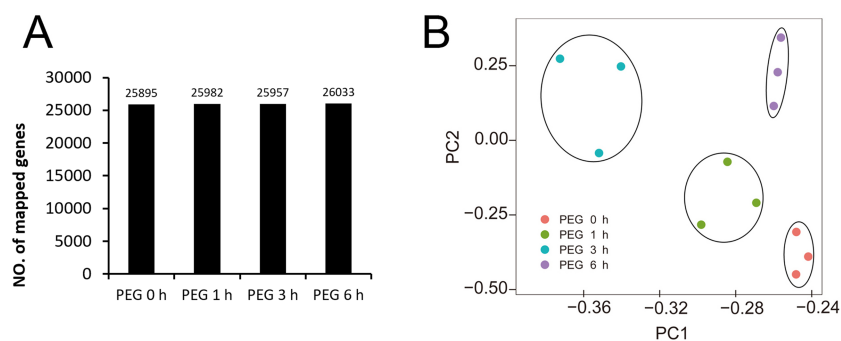 A
NO. of mapped genes
30000
25000
20000
15000
10000
5000
0
25895
25982
25957
26033
PEG 0 h
PEG 1 h
PEG 3 h
PEG 6 h
B
PC2
0.25
0.00
−0.25
−0.50
PEG 0 h
PEG 1 h
PEG 3 h
PEG 6 h
−0.36
−0.32
−0.28
−0.24
PC1